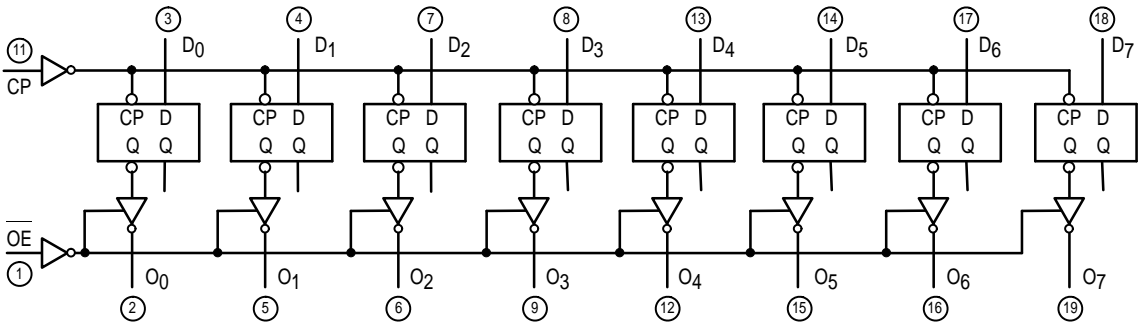 3 4 7 8 13 14 17 18
11 D0 D1 D2 D3 D4 D5 D6 D7
CP
CP D CP D CP D CP D CP D CP D CP D CP D
Q Q Q Q Q Q Q Q Q Q Q Q Q Q Q Q
OE
1 O0 O1 O2 O3 O4 O5 O6 O7
2 5 6 9 12 15 16 19